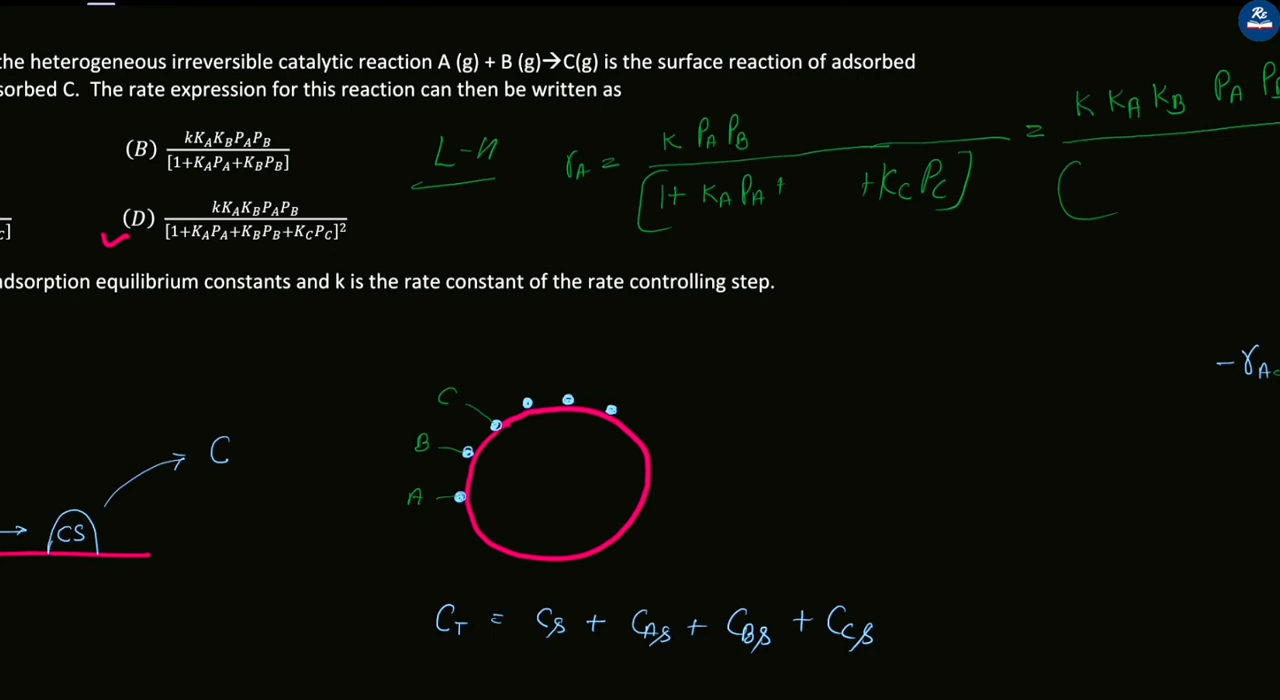 Re
the heterogeneous irreversible catalytic reaction A (g) + B (g)→C(g) is the surface reaction of adsorbed
sorbed C. The rate expression for this reaction can then be written as
(B) kK_AK_BP_AP_B / [1+K_AP_A+K_BP_B]
c] (D) kK_AK_BP_AP_B / [1+K_AP_A+K_BP_B+K_CP_C]²
L-H r_A = K P_A P_B / [1+ K_A P_A + +K_C P_C] = K K_A K_B P_A P_B / (
adsorption equilibrium constants and k is the rate constant of the rate controlling step.
-r_A=
C
B
A
C
CS
C_T = C_S + C_AS + C_BS + C_CS